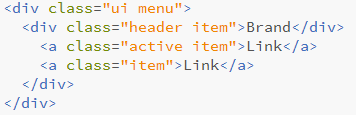 <div class="ui menu">
  <div class="header item">Brand</div>
    <a class="active item">Link</a>
    <a class="item">Link</a>
  </div>
</div>